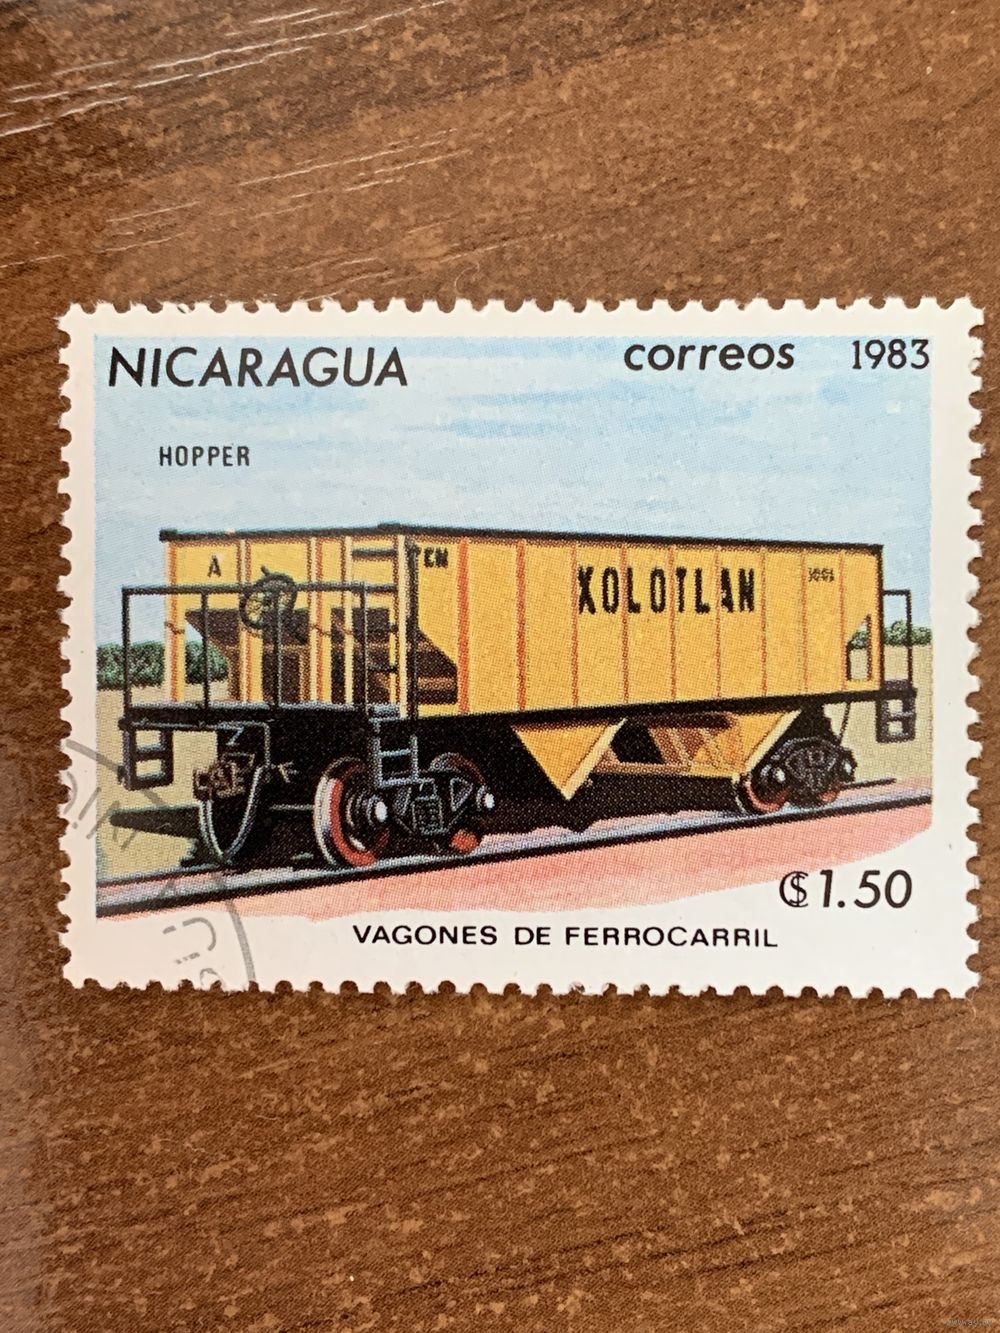 NICARAGUA correos 1983
HOPPER
A
XOLOTLAN
₡$1.50
VAGONES DE FERROCARRIL